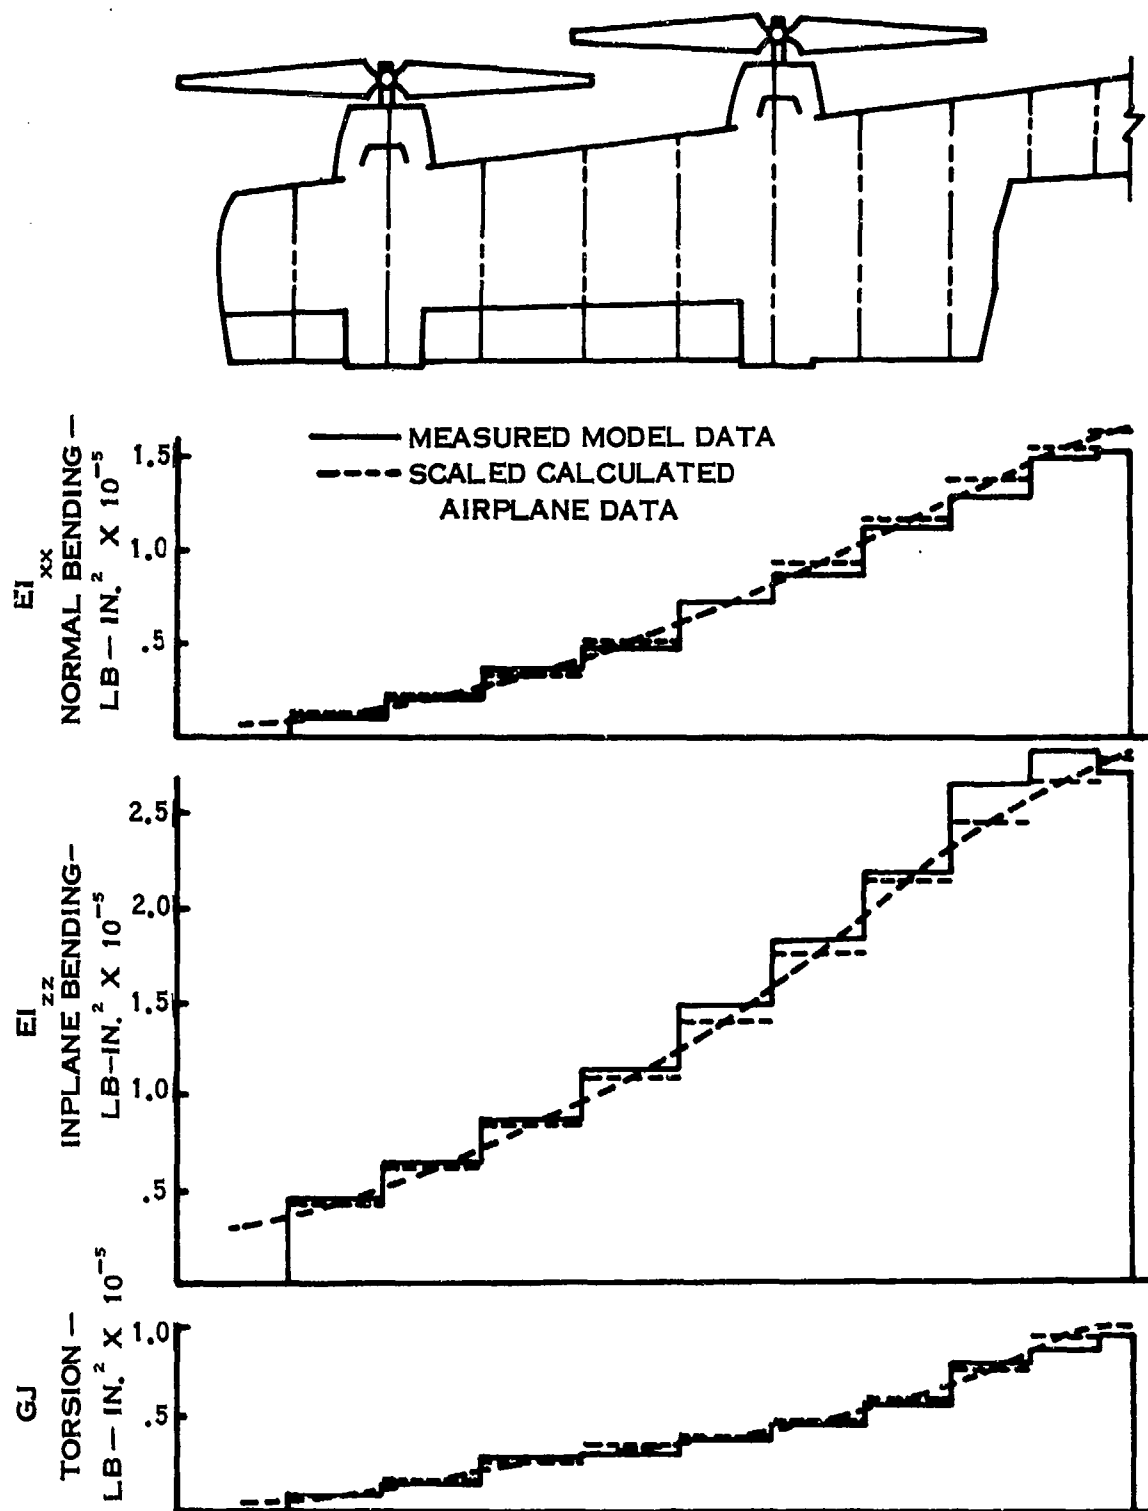 MEASURED MODEL DATA
SCALED CALCULATED
AIRPLANE DATA
EI xx
NORMAL BENDING —
LB — IN.² X 10⁻⁵
1.5
1.0
.5
EI zz
INPLANE BENDING—
LB-IN.² X 10⁻⁵
2.5
2.0
1.5
1.0
.5
GJ
TORSION —
LB — IN.² X 10⁻⁵
1.0
.5